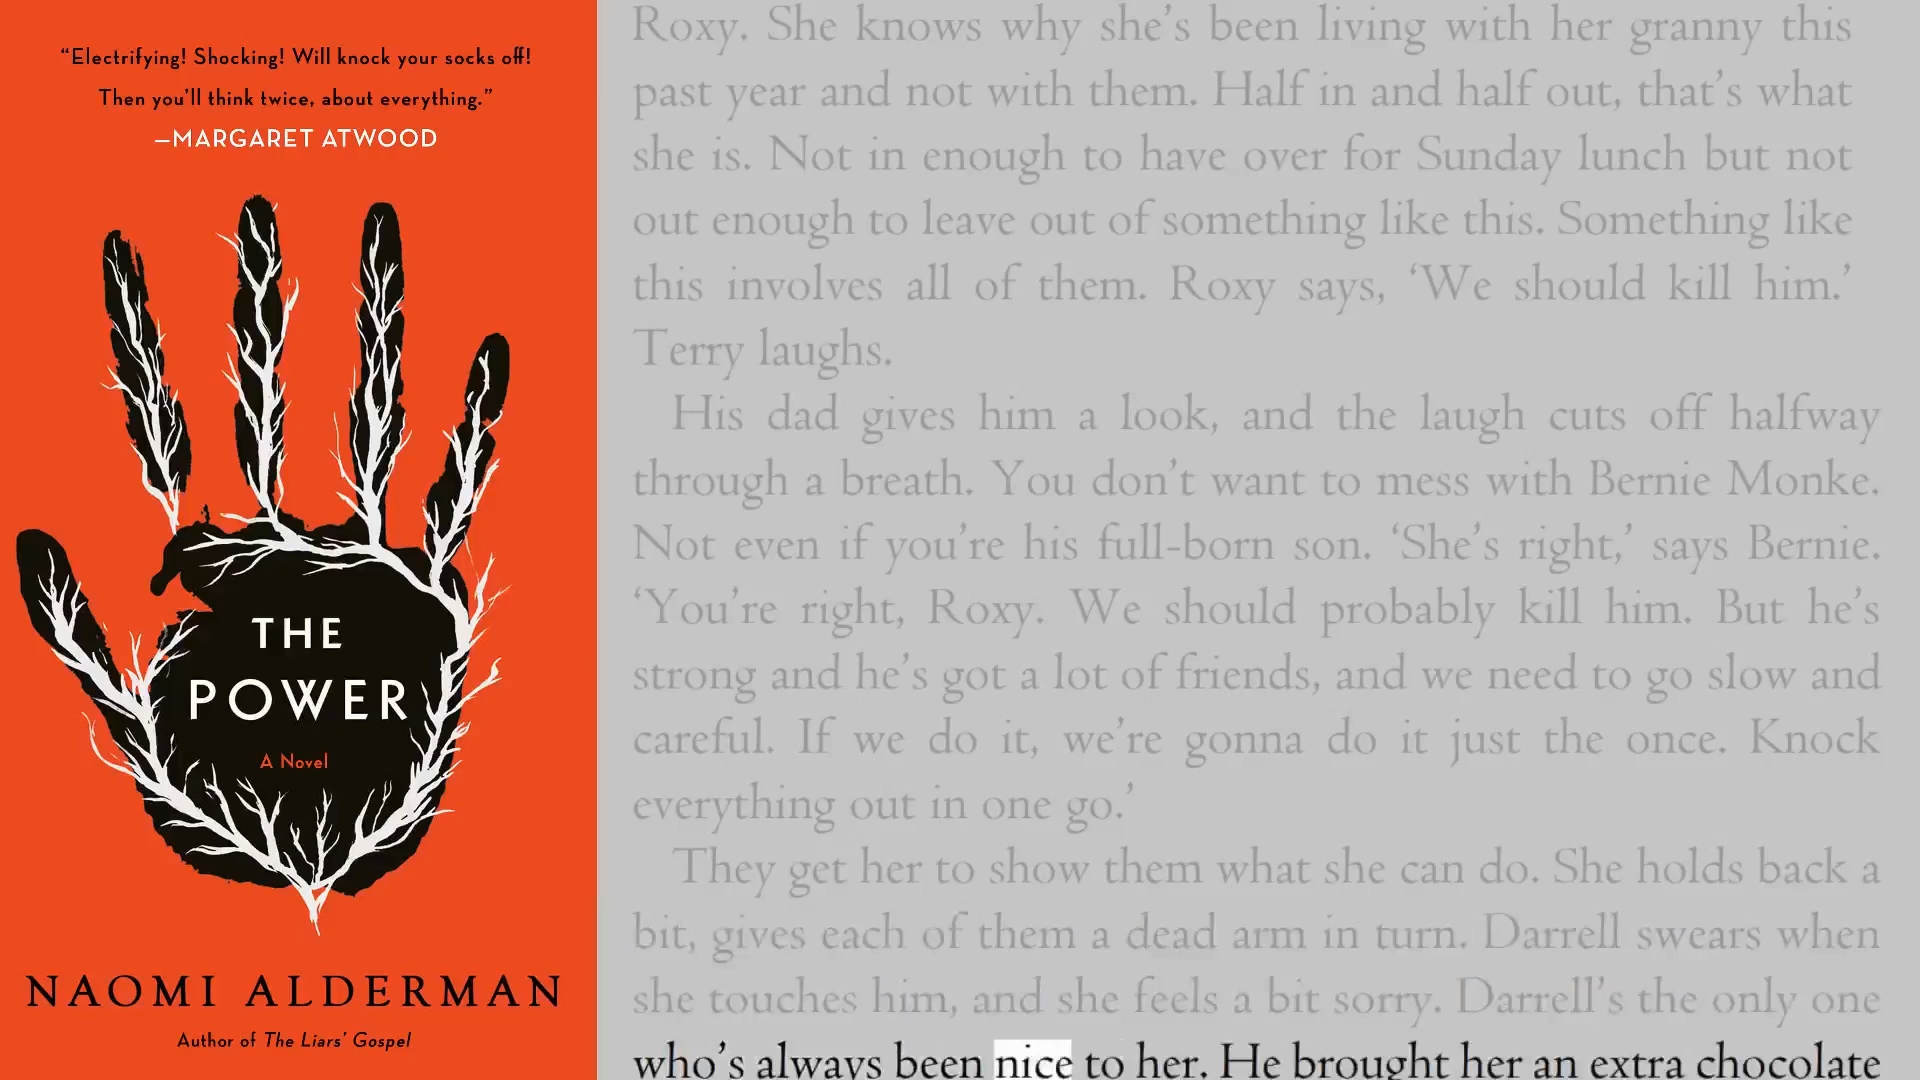 “Electrifying! Shocking! Will knock your socks off!
Then you’ll think twice, about everything.”
—MARGARET ATWOOD
THE
POWER
A Novel
NAOMI ALDERMAN
Author of The Liars’ Gospel
Roxy. She knows why she’s been living with her granny this
past year and not with them. Half in and half out, that’s what
she is. Not in enough to have over for Sunday lunch but not
out enough to leave out of something like this. Something like
this involves all of them. Roxy says, ‘We should kill him.’
Terry laughs.
His dad gives him a look, and the laugh cuts off halfway
through a breath. You don’t want to mess with Bernie Monke.
Not even if you’re his full-born son. ‘She’s right,’ says Bernie.
‘You’re right, Roxy. We should probably kill him. But he’s
strong and he’s got a lot of friends, and we need to go slow and
careful. If we do it, we’re gonna do it just the once. Knock
everything out in one go.’
They get her to show them what she can do. She holds back a
bit, gives each of them a dead arm in turn. Darrell swears when
she touches him, and she feels a bit sorry. Darrell’s the only one
who’s always been nice to her. He brought her an extra chocolate